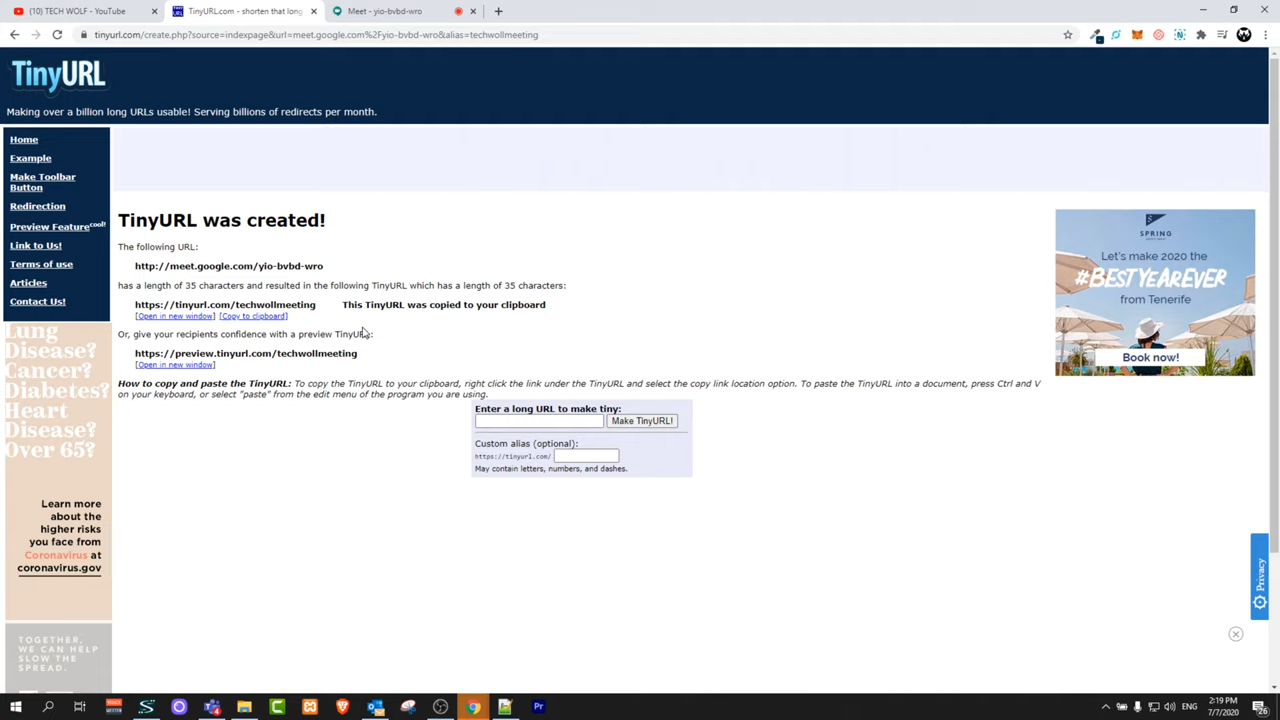 (10) TECH WOLF - YouTube
TinyURL.com - shorten that long
Meet - yio-bvbd-wro
tinyurl.com/create.php?source=indexpage&url=meet.google.com%2Fyio-bvbd-wro&alias=techwollmeeting
TinyURL
Making over a billion long URLs usable! Serving billions of redirects per month.
Home
Example
Make Toolbar
Button
Redirection
Preview Feature cool!
Link to Us!
Terms of use
Articles
Contact Us!
TinyURL was created!
The following URL:
http://meet.google.com/yio-bvbd-wro
has a length of 35 characters and resulted in the following TinyURL which has a length of 35 characters:
https://tinyurl.com/techwollmeeting This TinyURL was copied to your clipboard
[Open in new window] [Copy to clipboard]
Or, give your recipients confidence with a preview TinyURL:
https://preview.tinyurl.com/techwollmeeting
[Open in new window]
How to copy and paste the TinyURL: To copy the TinyURL to your clipboard, right click the link under the TinyURL and select the copy link location option. To paste the TinyURL into a document, press Ctrl and V
on your keyboard, or select "paste" from the edit menu of the program you are using.
Enter a long URL to make tiny:
Make TinyURL!
Custom alias (optional):
https://tinyurl.com/
May contain letters, numbers, and dashes.
SPRING
Let's make 2020 the
#BESTYEAREVER
from Tenerife
Book now!
Lung
Disease?
Cancer?
Diabetes?
Heart
Disease?
Over 65?
Learn more
about the
higher risks
you face from
Coronavirus at
coronavirus.gov
TOGETHER,
WE CAN HELP
SLOW THE
SPREAD.
Privacy
ENG
2:19 PM
7/7/2020
26